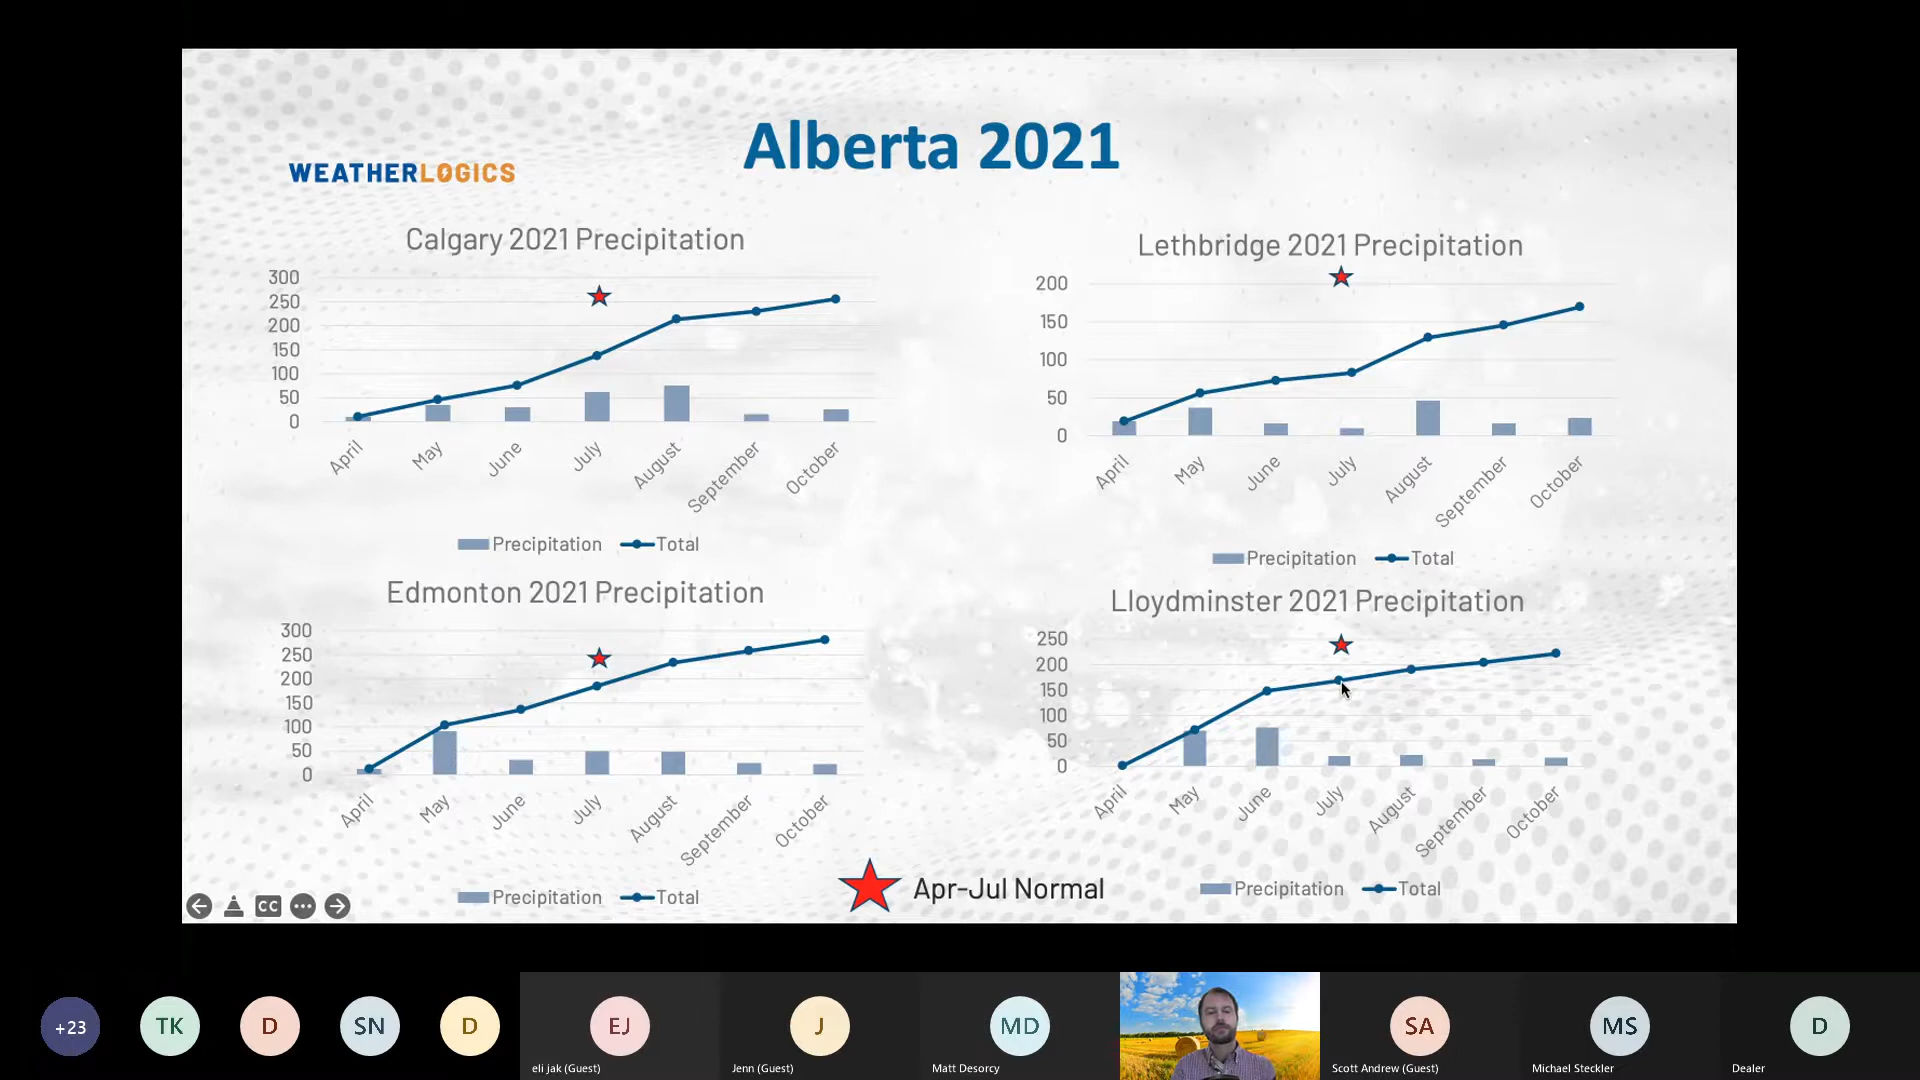 Alberta 2021
WEATHERLOGICS
Calgary 2021 Precipitation
300
250
200
150
100
50
0
April
May
June
July
August
September
October
Precipitation
Total
Lethbridge 2021 Precipitation
200
150
100
50
0
April
May
June
July
August
September
October
Precipitation
Total
Edmonton 2021 Precipitation
300
250
200
150
100
50
0
April
May
June
July
August
September
October
Precipitation
Total
Lloydminster 2021 Precipitation
250
200
150
100
50
0
April
May
June
July
August
September
October
Precipitation
Total
Apr-Jul Normal
CC
+23
TK
D
SN
D
EJ
eli jak (Guest)
J
Jenn (Guest)
MD
Matt Desorcy
SA
Scott Andrew (Guest)
MS
Michael Steckler
D
Dealer